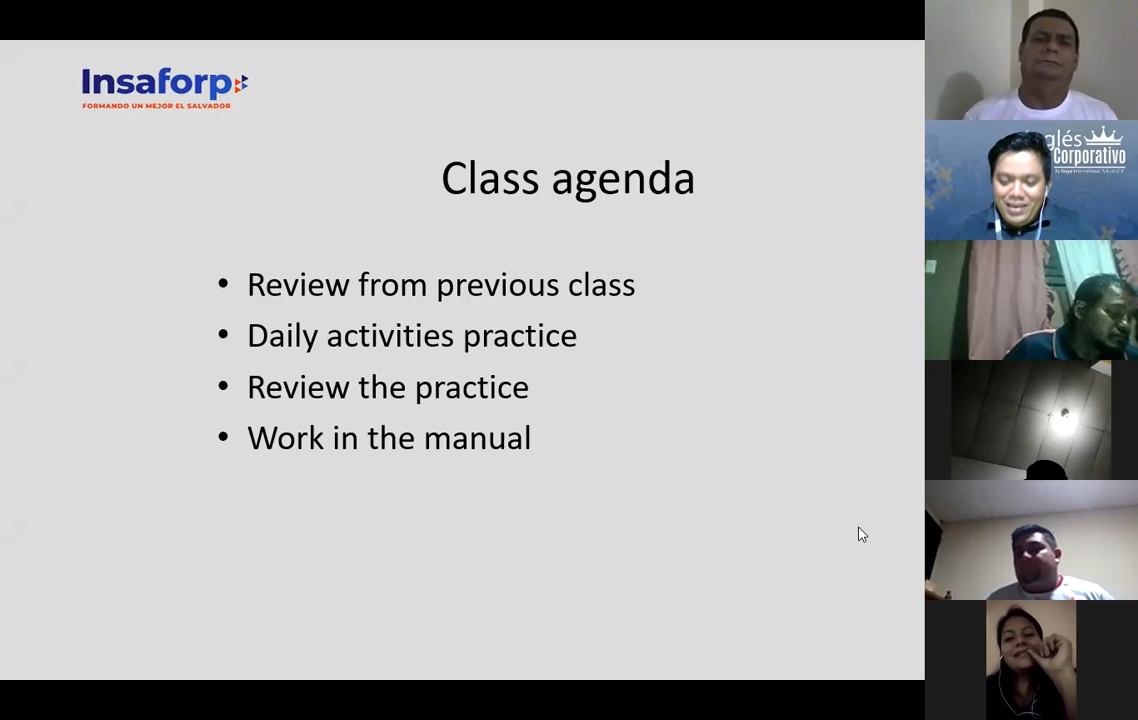 Insaforp
FORMANDO UN MEJOR EL SALVADOR
Class agenda
• Review from previous class
• Daily activities practice
• Review the practice
• Work in the manual
glés
Corporativo